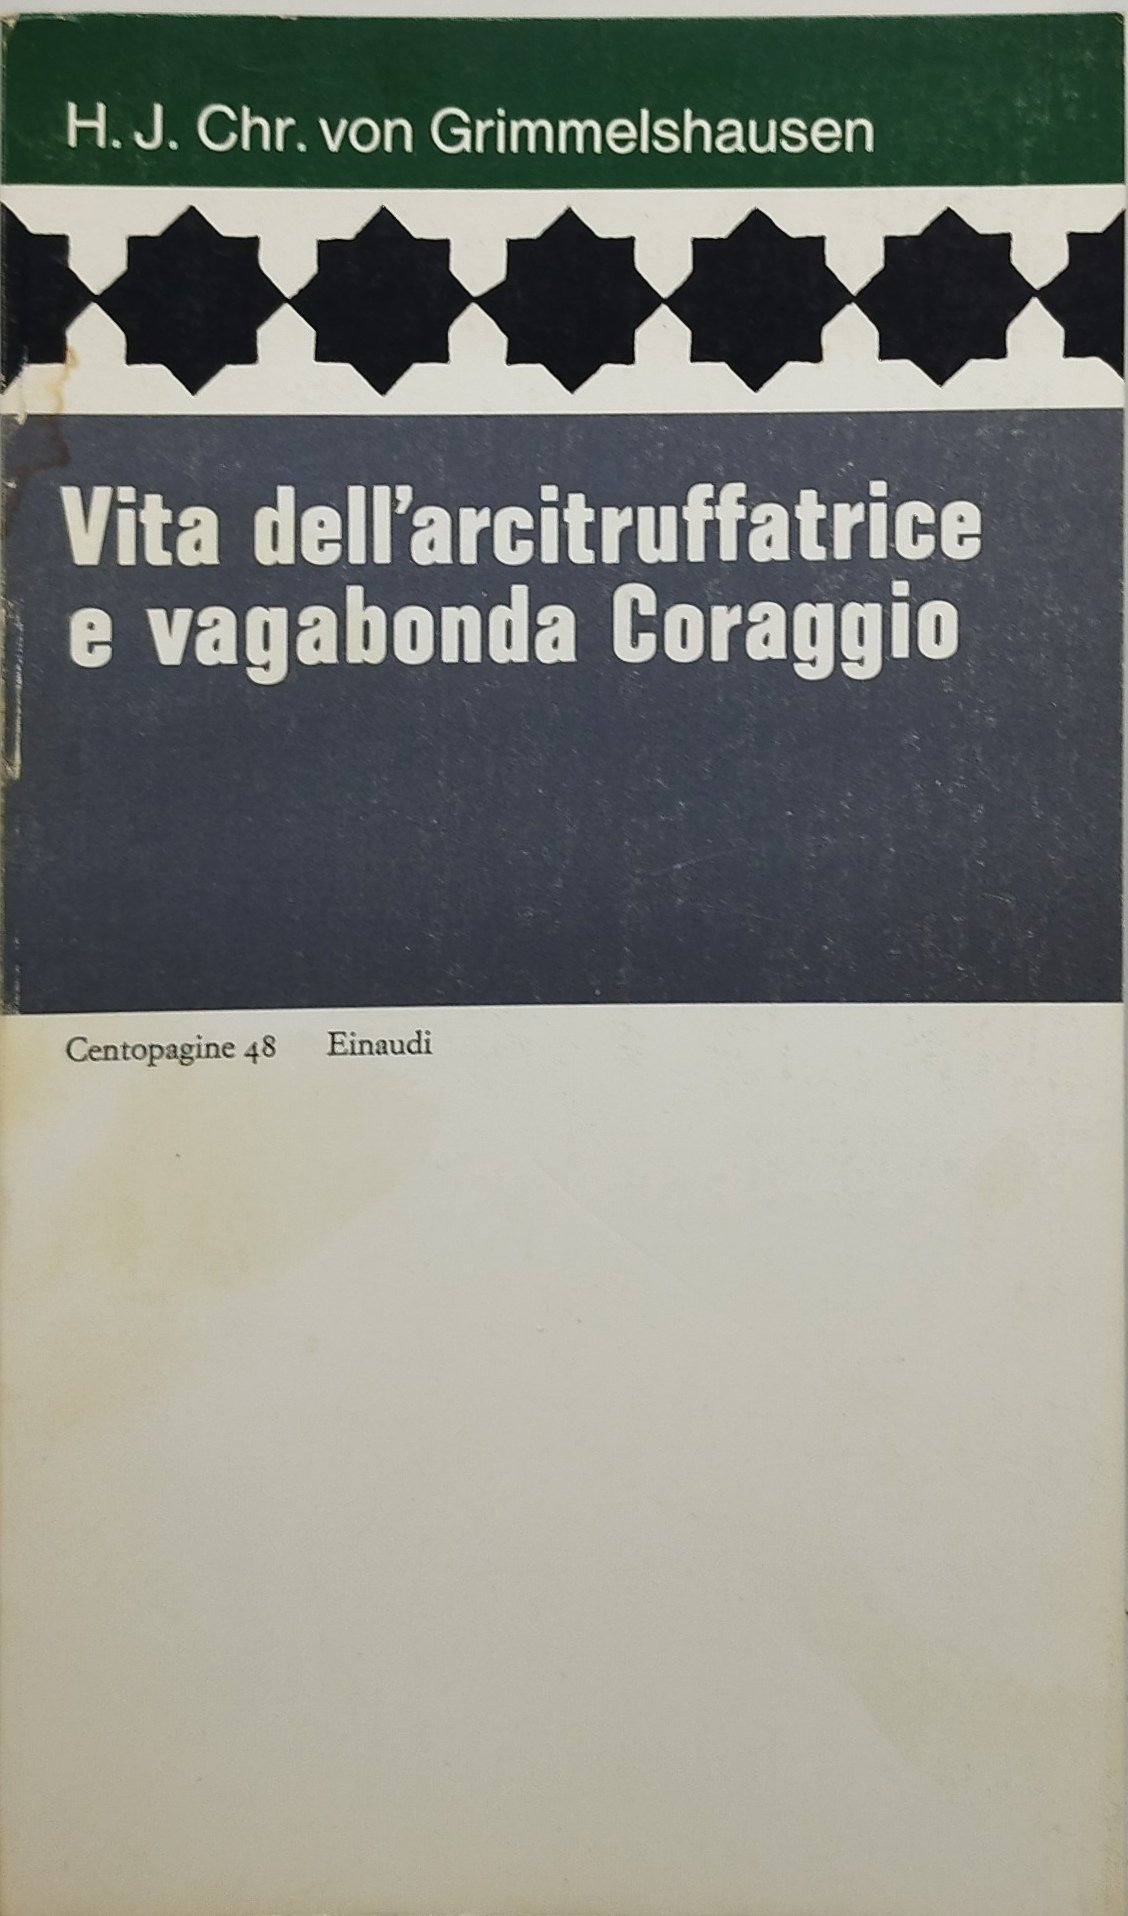 H. J. Chr. von Grimmelshausen
Vita dell'arcitruffatrice
e vagabonda Coraggio
Centopagine 48 Einaudi